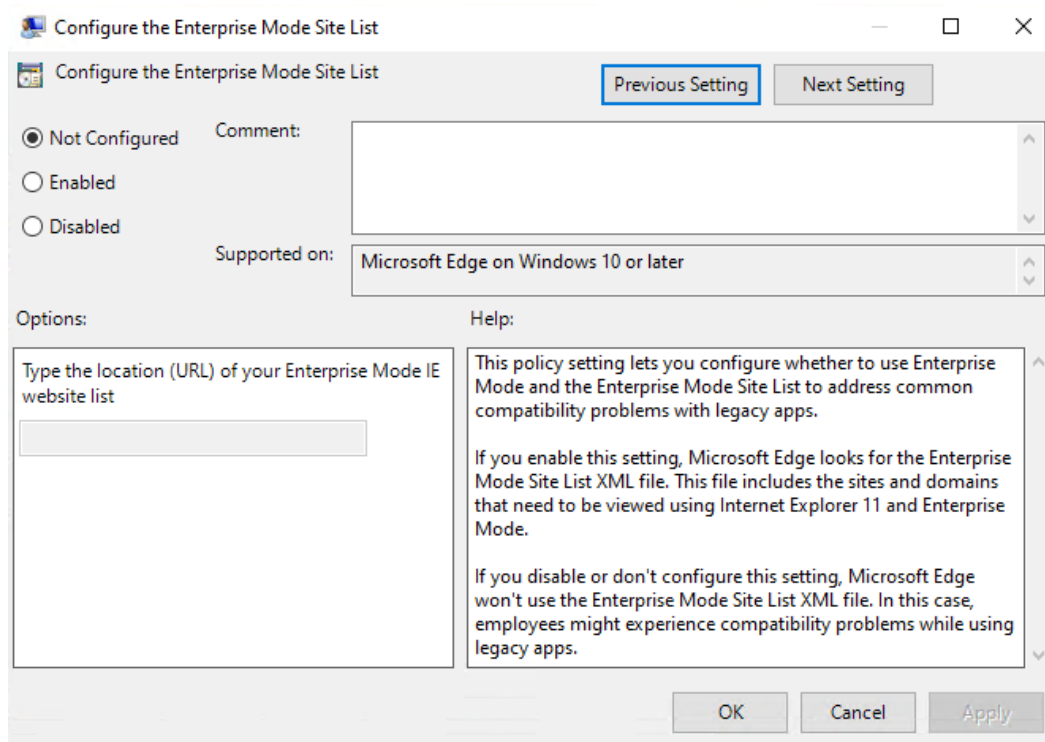 Configure the Enterprise Mode Site List
Configure the Enterprise Mode Site List
Previous Setting
Next Setting
Not Configured
Comment:
Enabled
Disabled
Supported on:
Microsoft Edge on Windows 10 or later
Options:
Help:
Type the location (URL) of your Enterprise Mode IE
website list
This policy setting lets you configure whether to use Enterprise
Mode and the Enterprise Mode Site List to address common
compatibility problems with legacy apps.
If you enable this setting, Microsoft Edge looks for the Enterprise
Mode Site List XML file. This file includes the sites and domains
that need to be viewed using Internet Explorer 11 and Enterprise
Mode.
If you disable or don't configure this setting, Microsoft Edge
won't use the Enterprise Mode Site List XML file. In this case,
employees might experience compatibility problems while using
legacy apps.
OK
Cancel
Apply